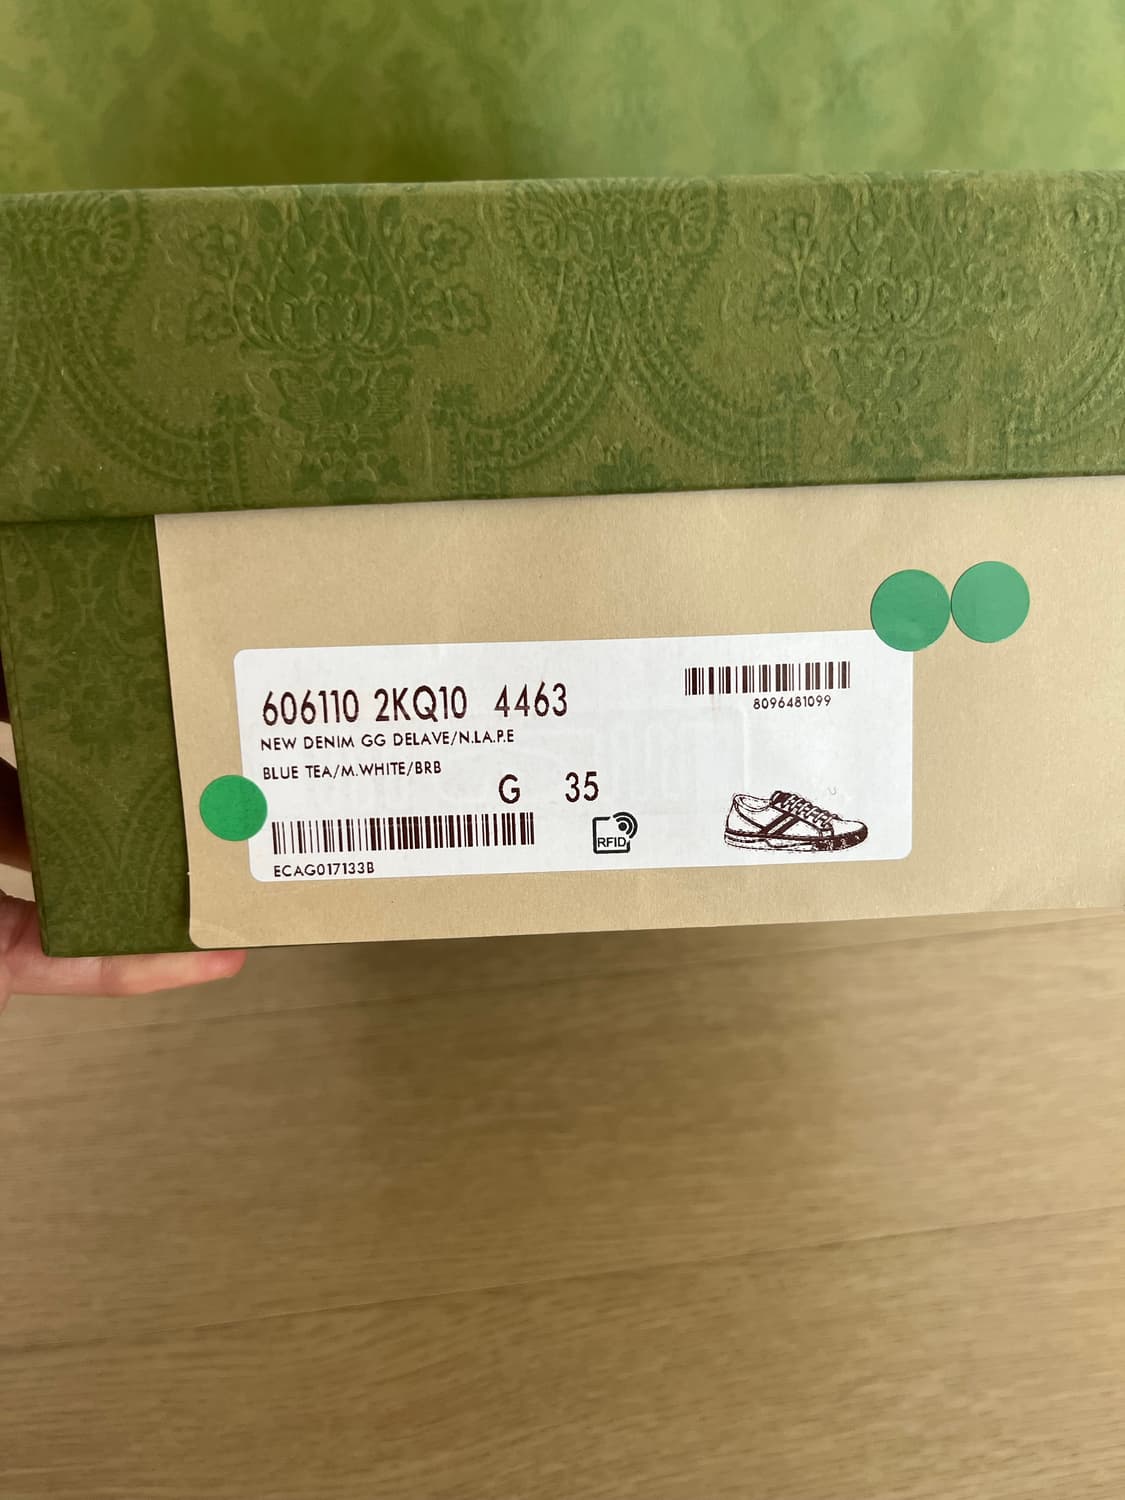 606110 2KQ10 4463
8096481099
NEW DENIM GG DELAVE/N.LA.P.E
BLUE TEA/M.WHITE/BRB
G 35
RFID
ECAG017133B